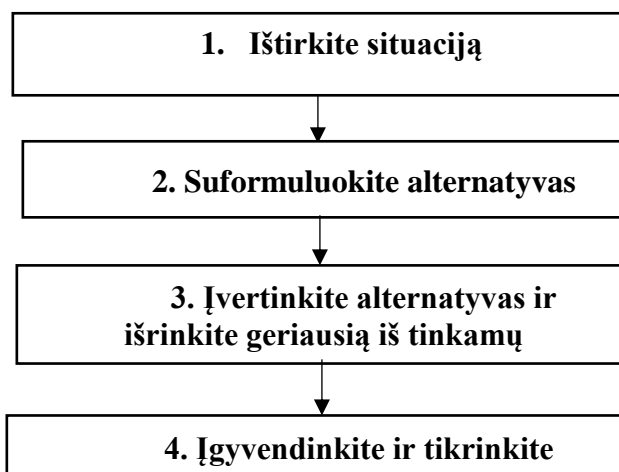 1. Ištirkite situaciją
2. Suformuluokite alternatyvas
3. Įvertinkite alternatyvas ir
išrinkite geriausią iš tinkamų
4. Įgyvendinkite ir tikrinkite